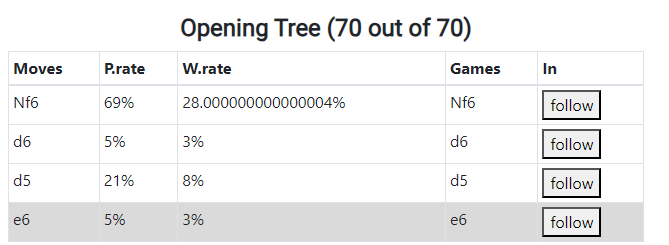 Opening Tree (70 out of 70)
Moves P.rate W.rate Games In
Nf6 69% 28.000000000000004% Nf6 follow
d6 5% 3% d6 follow
d5 21% 8% d5 follow
e6 5% 3% e6 follow